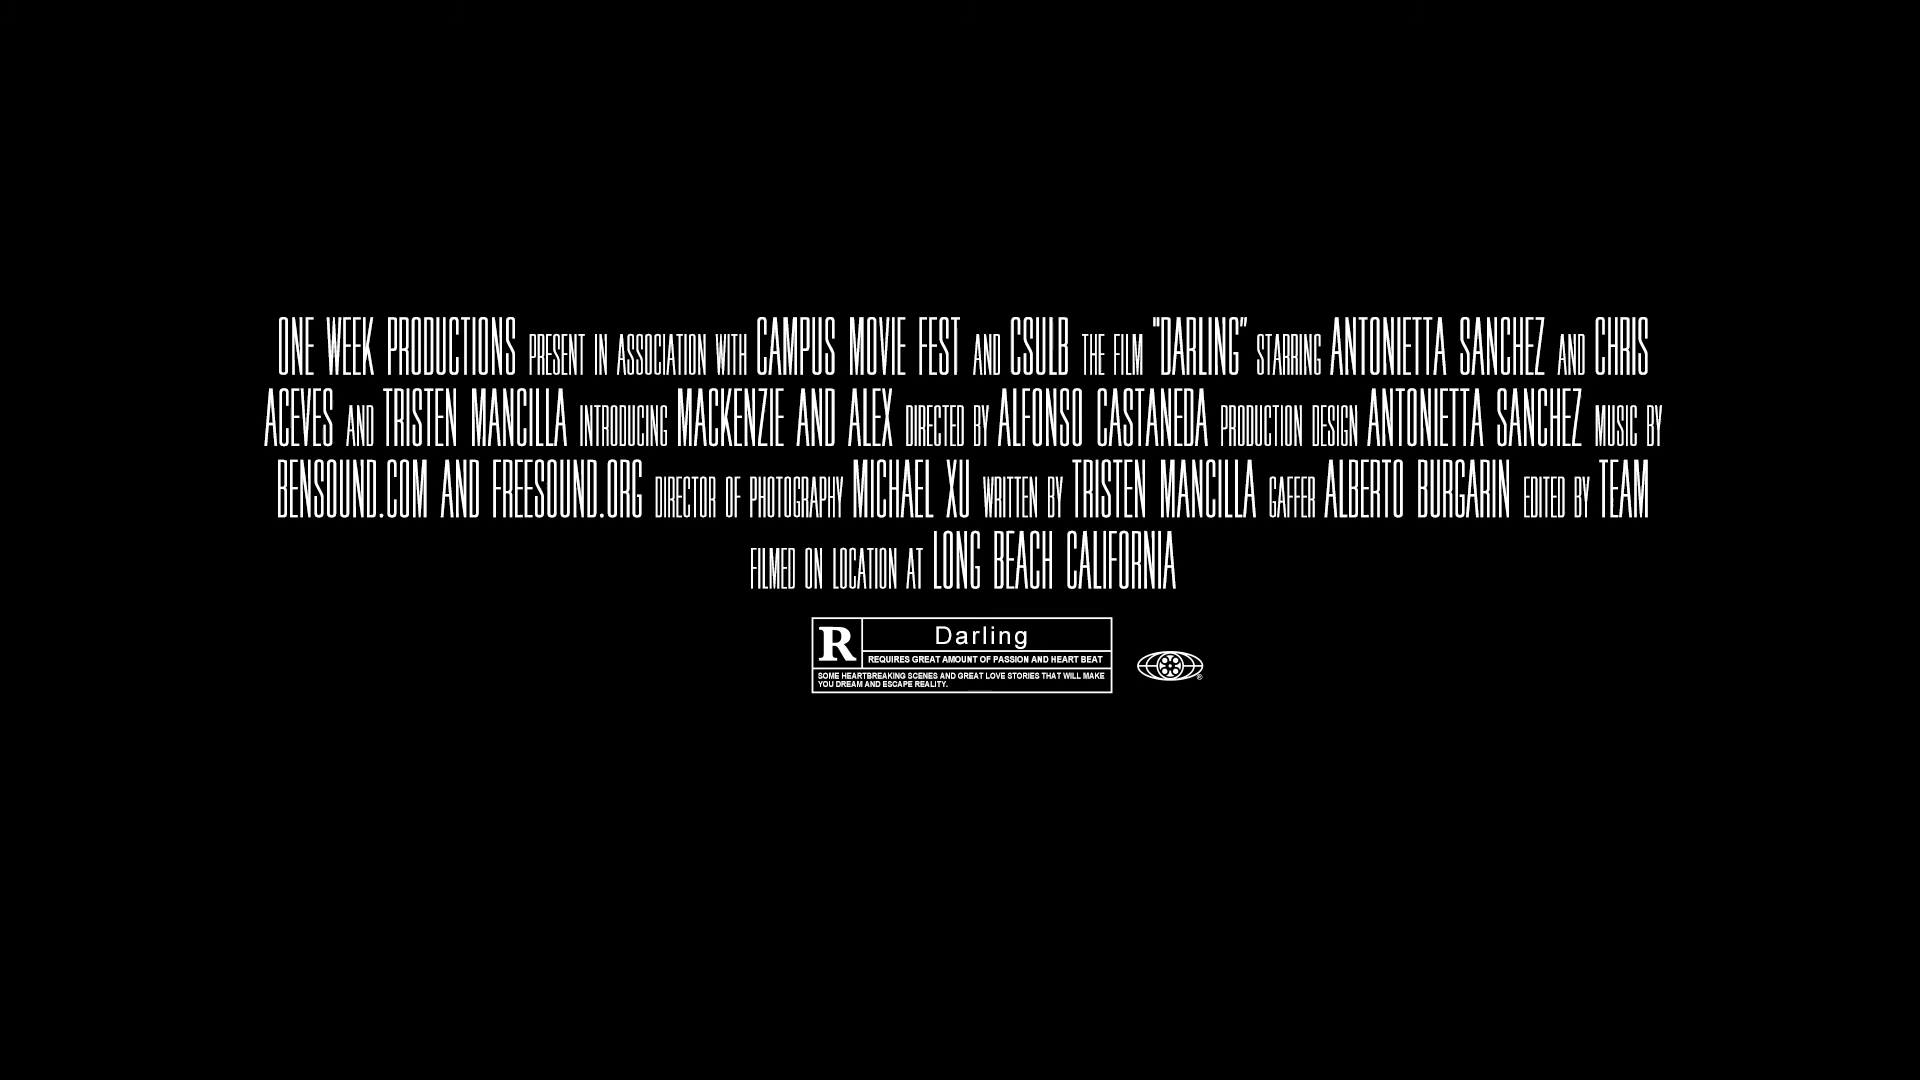 ONE WEEK PRODUCTIONS PRESENT IN ASSOCIATION WITH CAMPUS MOVIE FEST AND CSULB THE FILM "DARLING" STARRING ANTONIETTA SANCHEZ AND CHRIS
ACEVES AND TRISTEN MANCILLA INTRODUCING MACKENZIE AND ALEX DIRECTED BY ALFONSO CASTANEDA PRODUCTION DESIGN ANTONIETTA SANCHEZ MUSIC BY
BENSOUND.COM AND FREESOUND.ORG DIRECTOR OF PHOTOGRAPHY MICHAEL XU WRITTEN BY TRISTEN MANCILLA GAFFER ALBERTO BURGARIN EDITED BY TEAM
FILMED ON LOCATION AT LONG BEACH CALIFORNIA
R Darling
REQUIRES GREAT AMOUNT OF PASSION AND HEART BEAT
SOME HEARTBREAKING SCENES AND GREAT LOVE STORIES THAT WILL MAKE
YOU DREAM AND ESCAPE REALITY.
®